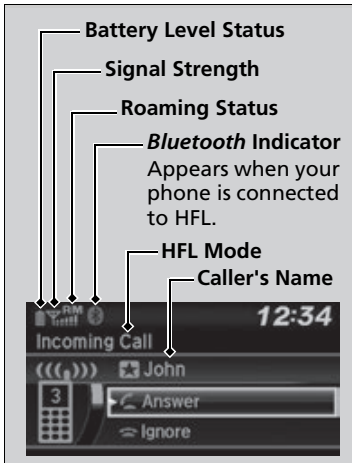 Battery Level Status
Signal Strength
Roaming Status
Bluetooth Indicator
Appears when your
phone is connected
to HFL.
HFL Mode
Caller's Name
RM
12:34
Incoming Call
John
3
Answer
Ignore